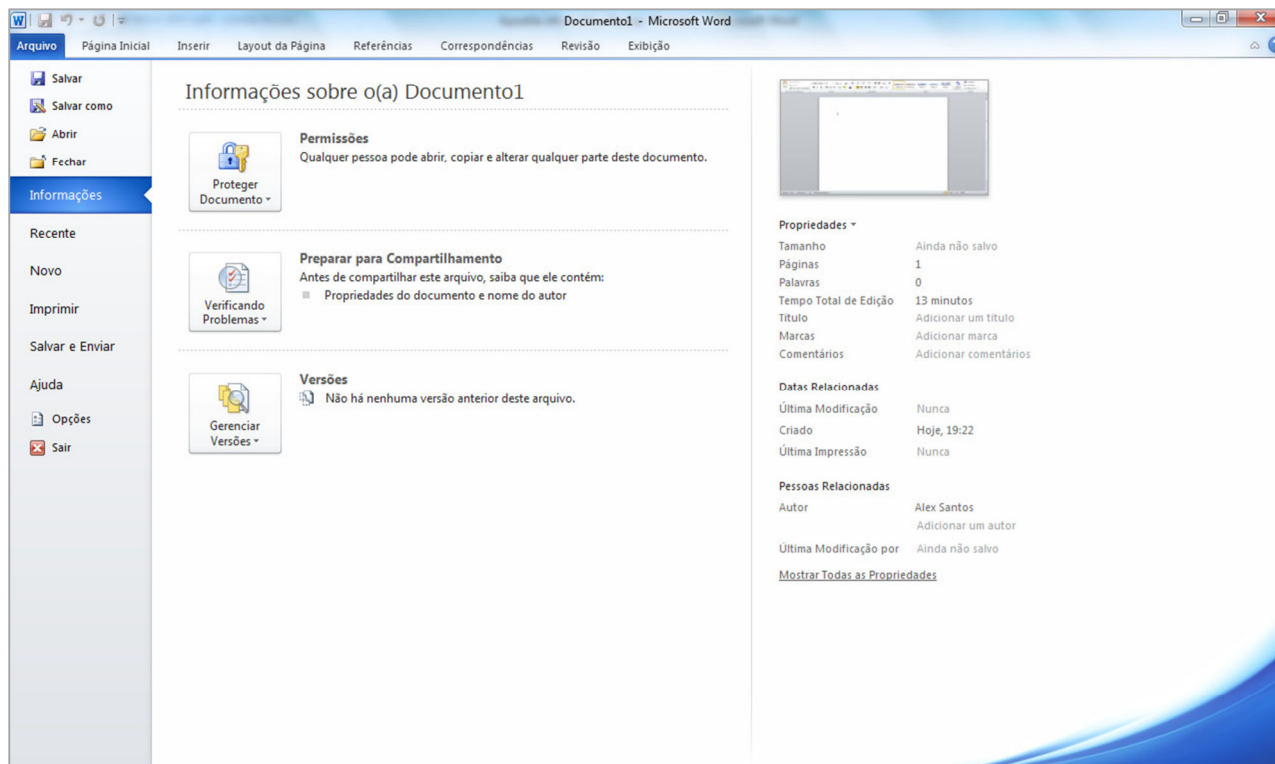 Documento1 - Microsoft Word
Arquivo Página Inicial Inserir Layout da Página Referências Correspondências Revisão Exibição
Salvar
Salvar como
Abrir
Fechar
Informações
Recente
Novo
Imprimir
Salvar e Enviar
Ajuda
Opções
Sair
Informações sobre o(a) Documento1
Proteger
Documento
Permissões
Qualquer pessoa pode abrir, copiar e alterar qualquer parte deste documento.
Verificando
Problemas
Preparar para Compartilhamento
Antes de compartilhar este arquivo, saiba que ele contém:
Propriedades do documento e nome do autor
Gerenciar
Versões
Versões
Não há nenhuma versão anterior deste arquivo.
Propriedades
Tamanho Ainda não salvo
Páginas 1
Palavras 0
Tempo Total de Edição 13 minutos
Título Adicionar um título
Marcas Adicionar marca
Comentários Adicionar comentários
Datas Relacionadas
Última Modificação Nunca
Criado Hoje, 19:22
Última Impressão Nunca
Pessoas Relacionadas
Autor Alex Santos
Adicionar um autor
Última Modificação por Ainda não salvo
Mostrar Todas as Propriedades